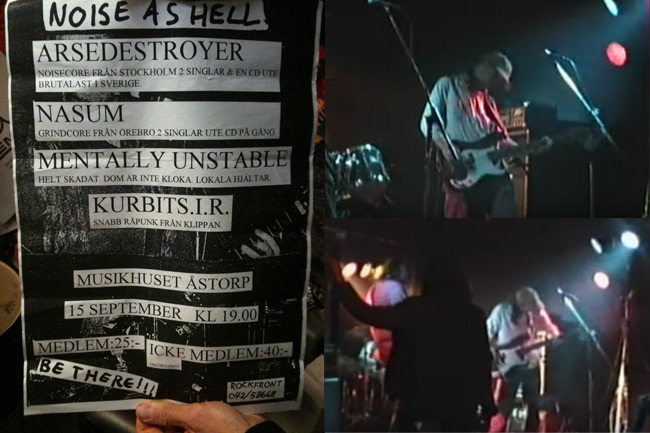 NOISE AS HELL!
ARSEDESTROYER
NOISECORE FRÅN STOCKHOLM 2 SINGLAR & EN CD UTE
BRUTALAST I SVERIGE
NASUM
GRINDCORE FRÅN ÖREBRO 2 SINGLAR UTE CD PÅ GÅNG
MENTALLY UNSTABLE
HELT SKADAT. DOM ÄR INTE KLOKA. LOKALA HJÄLTAR
KURBITS.I.R.
SNABB RÅPUNK FRÅN KLIPPAN.
MUSIKHUSET ÅSTORP
15 SEPTEMBER KL 19.00
MEDLEM:25:- ICKE MEDLEM:40:-
BE THERE!!!
ROCKFRONT
042/58668